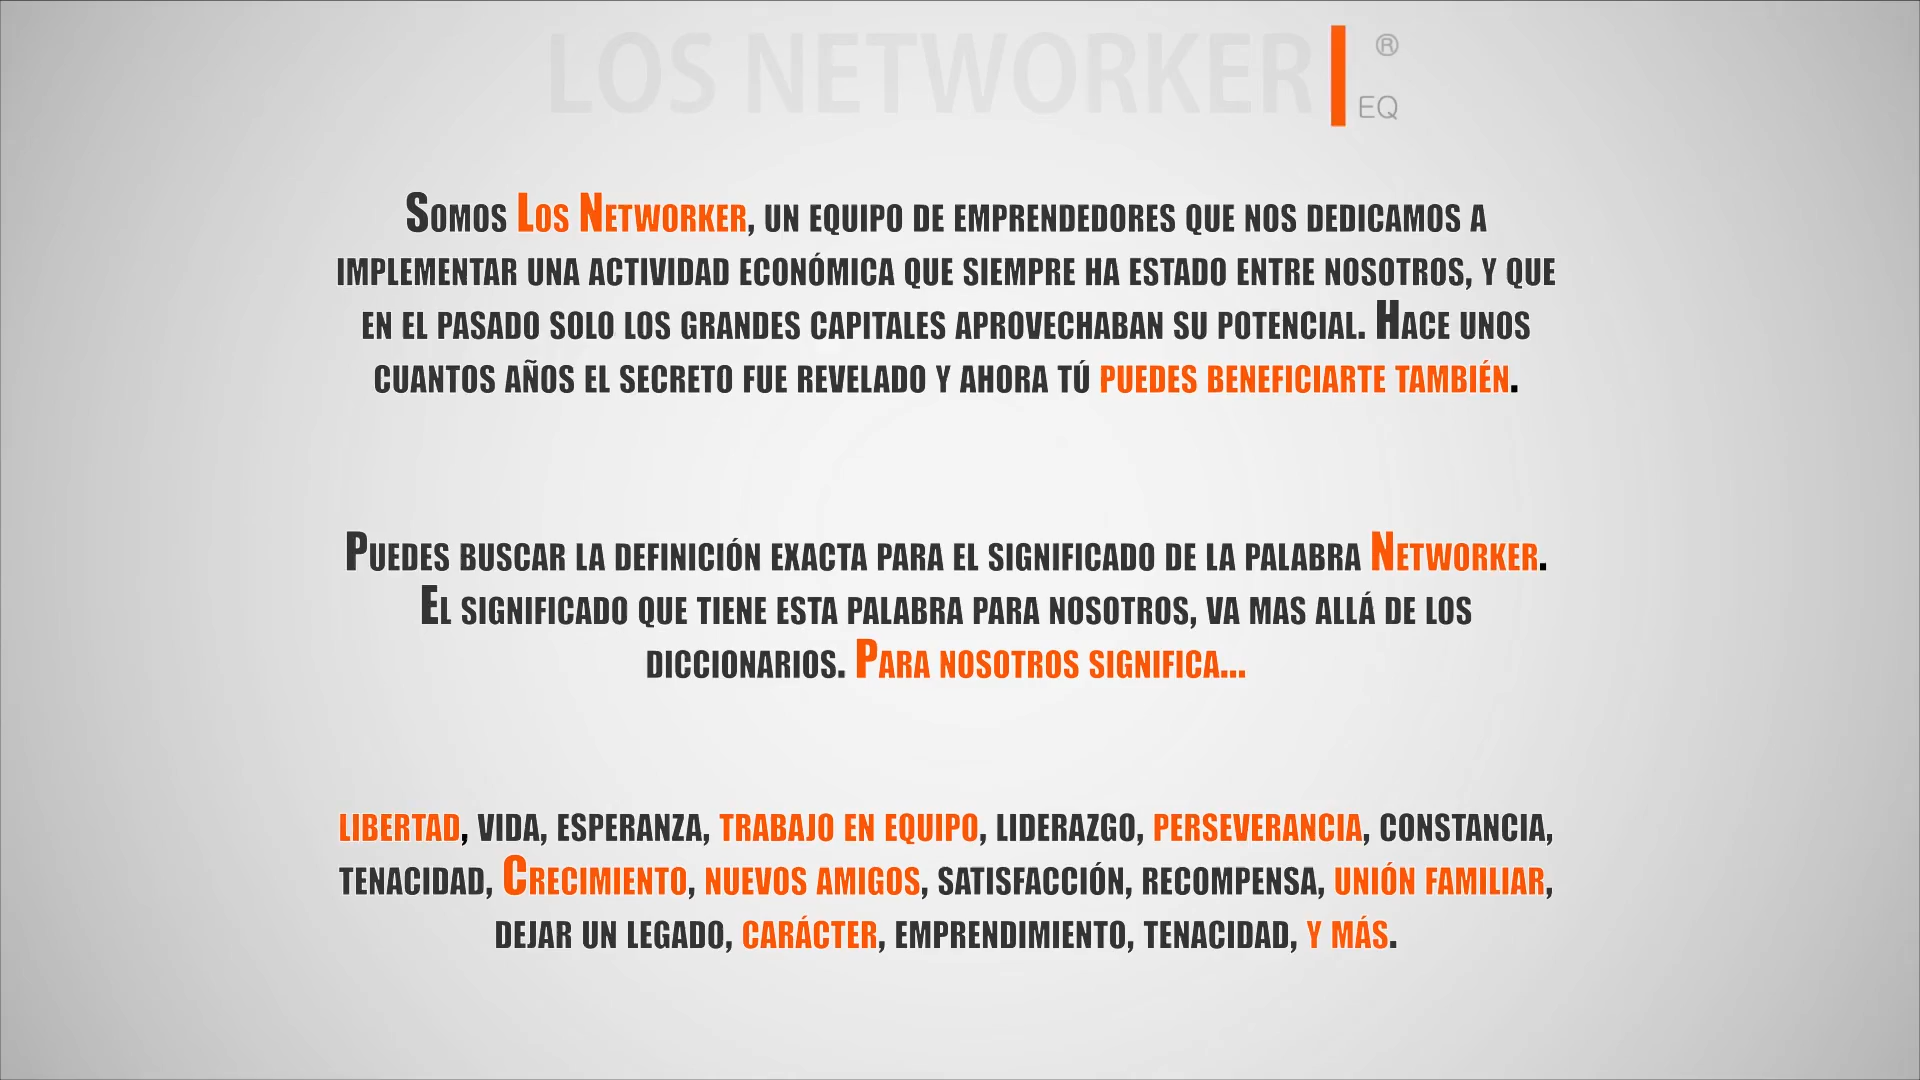 LOS NETWORKER ®
EQ
Somos Los Networker, un equipo de emprendedores que nos dedicamos a
implementar una actividad económica que siempre ha estado entre nosotros, y que
en el pasado solo los grandes capitales aprovechaban su potencial. Hace unos
cuantos años el secreto fue revelado y ahora tú puedes beneficiarte también.
Puedes buscar la definición exacta para el significado de la palabra Networker.
El significado que tiene esta palabra para nosotros, va mas allá de los
diccionarios. Para nosotros significa...
libertad, vida, esperanza, trabajo en equipo, liderazgo, perseverancia, constancia,
tenacidad, Crecimiento, nuevos amigos, satisfacción, recompensa, unión familiar,
dejar un legado, carácter, emprendimiento, tenacidad, y más.